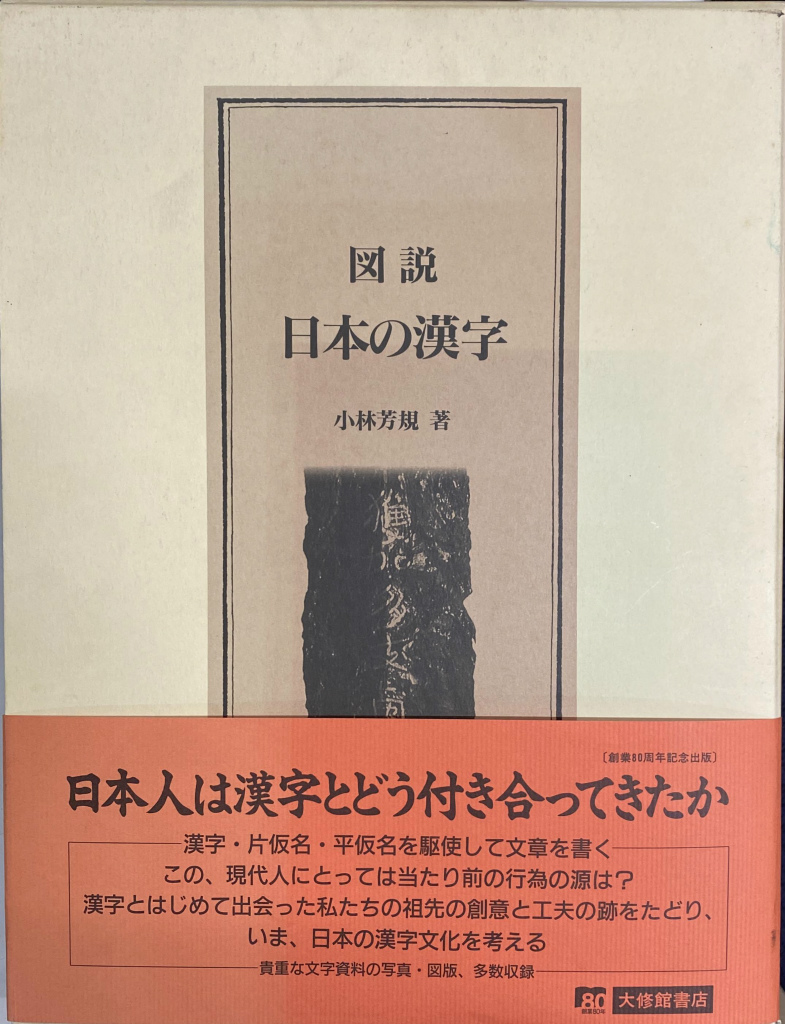 図説
日本の漢字
小林芳規 著
〔創業80周年記念出版〕
日本人は漢字とどう付き合ってきたか
漢字・片仮名・平仮名を駆使して文章を書く
この、現代人にとっては当たり前の行為の源は?
漢字とはじめて出会った私たちの祖先の創意と工夫の跡をたどり、
いま、日本の漢字文化を考える
貴重な文字資料の写真・図版、多数収録
80
創業80年
大修館書店